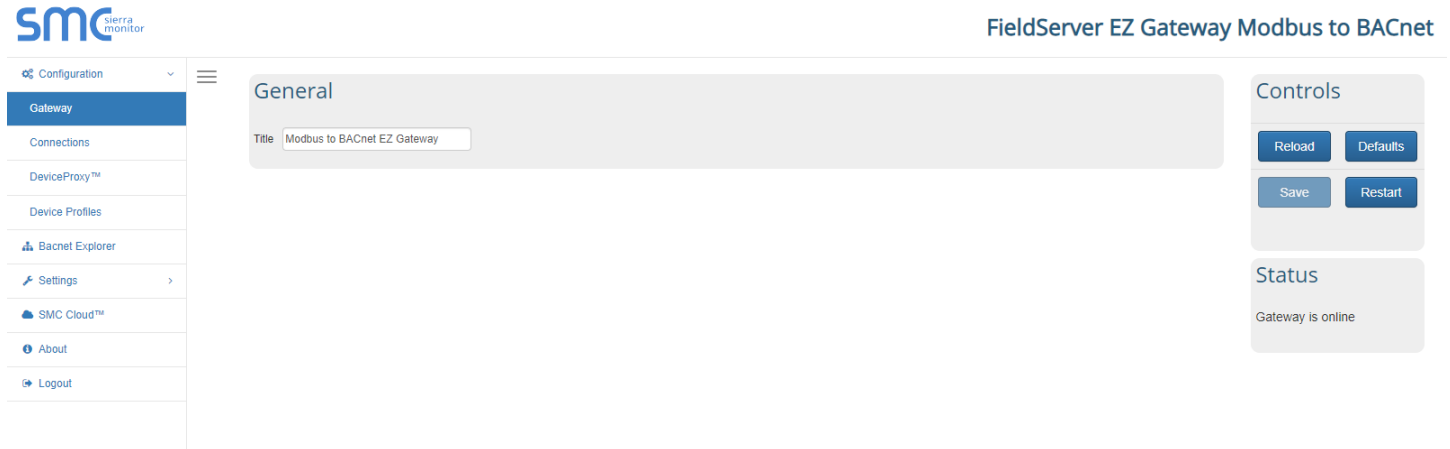 SMC sierra monitor
FieldServer EZ Gateway Modbus to BACnet
Configuration
Gateway
Connections
DeviceProxy™
Device Profiles
Bacnet Explorer
Settings
SMC Cloud™
About
Logout
General
Title Modbus to BACnet EZ Gateway
Controls
Reload Defaults
Save Restart
Status
Gateway is online